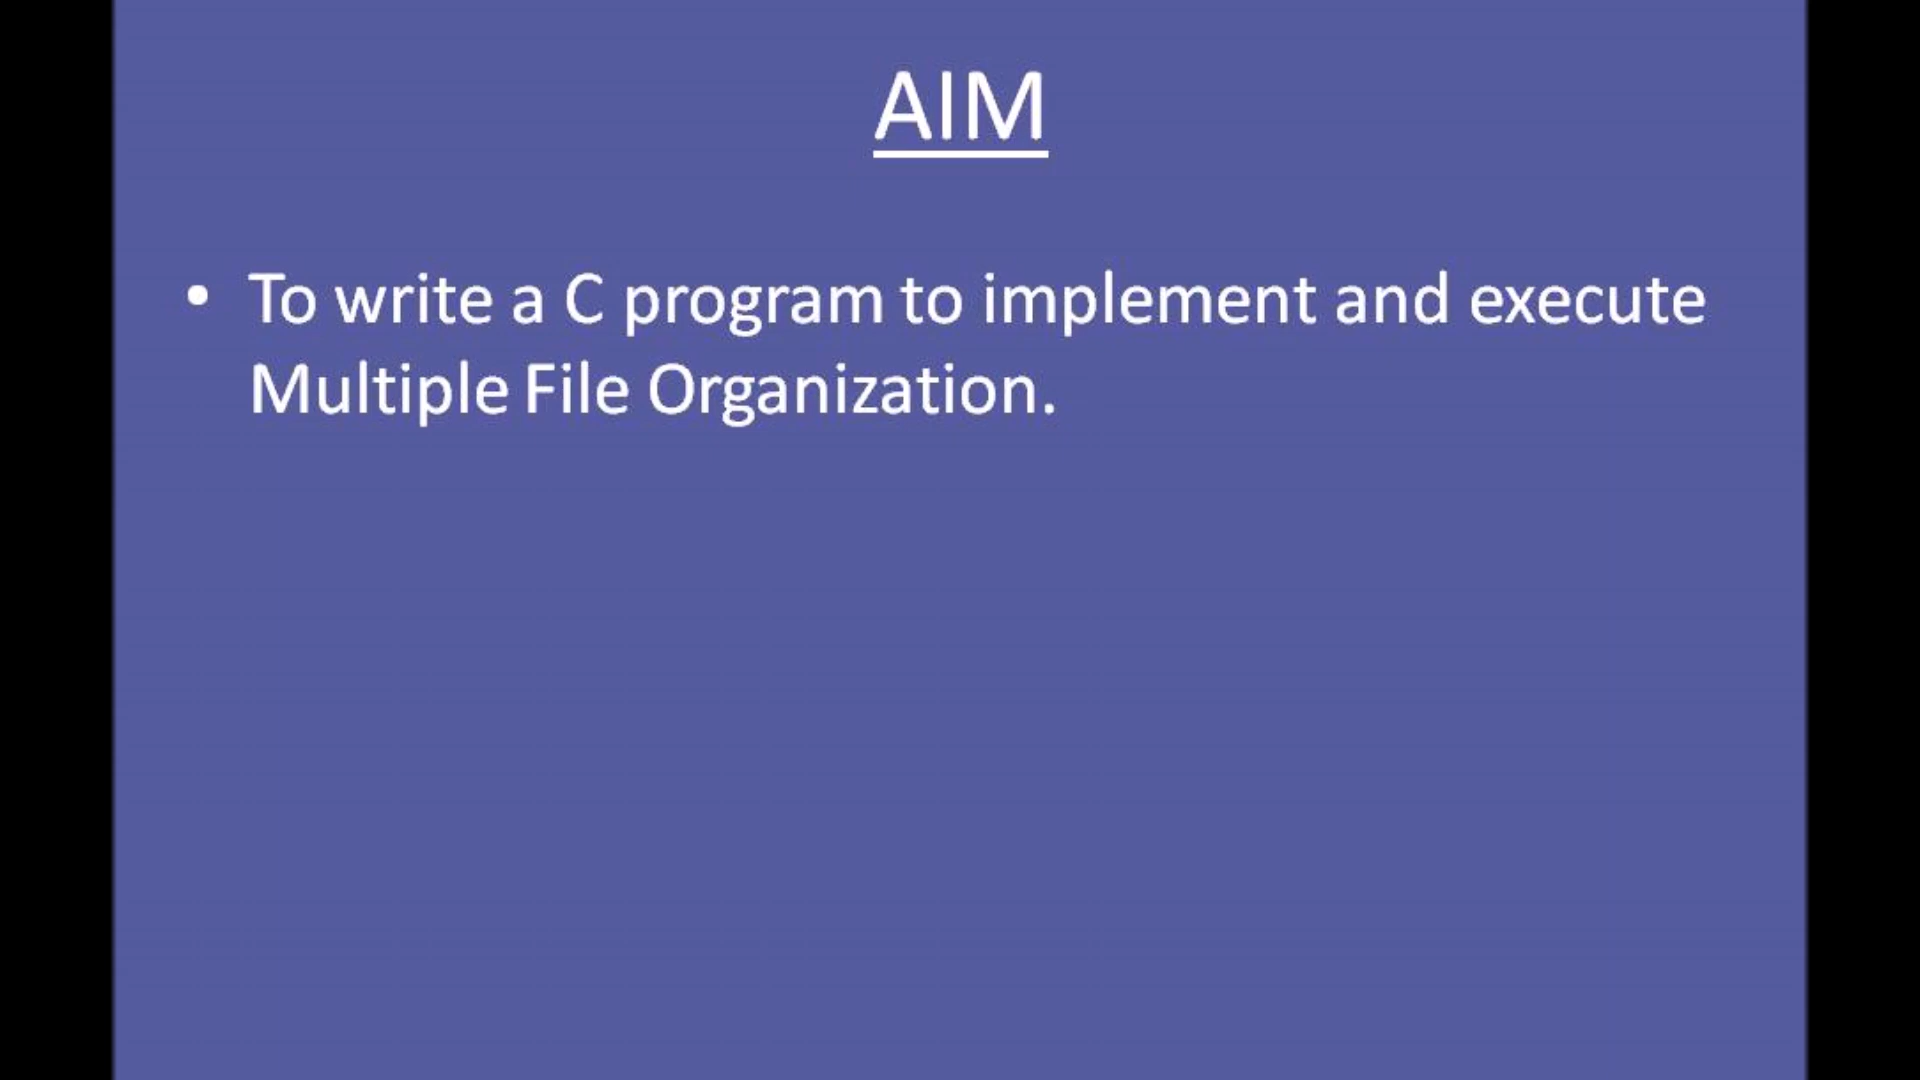 AIM
• To write a C program to implement and execute
Multiple File Organization.